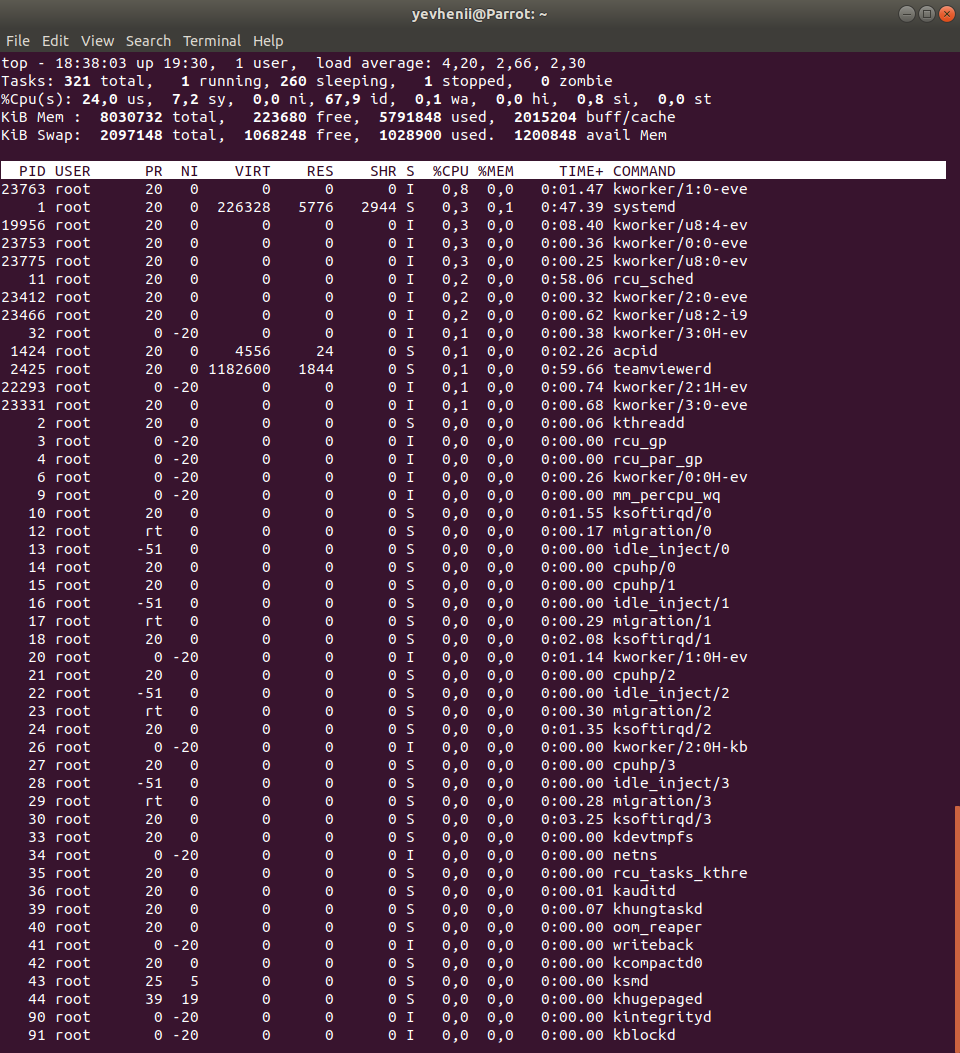 yevhenii@Parrot: ~
File Edit View Search Terminal Help
top - 18:38:03 up 19:30,  1 user,  load average: 4,20, 2,66, 2,30
Tasks: 321 total,   1 running, 260 sleeping,   1 stopped,   0 zombie
%Cpu(s): 24,0 us,  7,2 sy,  0,0 ni, 67,9 id,  0,1 wa,  0,0 hi,  0,8 si,  0,0 st
KiB Mem :  8030732 total,   223680 free,  5791848 used,  2015204 buff/cache
KiB Swap:  2097148 total,  1068248 free,  1028900 used.  1200848 avail Mem
PID USER PR NI VIRT RES SHR S %CPU %MEM TIME+ COMMAND
23763 root 20 0 0 0 0 I 0,8 0,0 0:01.47 kworker/1:0-eve
1 root 20 0 226328 5776 2944 S 0,3 0,1 0:47.39 systemd
19956 root 20 0 0 0 0 I 0,3 0,0 0:08.40 kworker/u8:4-ev
23753 root 20 0 0 0 0 I 0,3 0,0 0:00.36 kworker/0:0-eve
23775 root 20 0 0 0 0 I 0,3 0,0 0:00.25 kworker/u8:0-ev
11 root 20 0 0 0 0 I 0,2 0,0 0:58.06 rcu_sched
23412 root 20 0 0 0 0 I 0,2 0,0 0:00.32 kworker/2:0-eve
23466 root 20 0 0 0 0 I 0,2 0,0 0:00.62 kworker/u8:2-i9
32 root 0 -20 0 0 0 I 0,1 0,0 0:00.38 kworker/3:0H-ev
1424 root 20 0 4556 24 0 S 0,1 0,0 0:02.26 acpid
2425 root 20 0 1182600 1844 0 S 0,1 0,0 0:59.66 teamviewerd
22293 root 0 -20 0 0 0 I 0,1 0,0 0:00.74 kworker/2:1H-ev
23331 root 20 0 0 0 0 I 0,1 0,0 0:00.68 kworker/3:0-eve
2 root 20 0 0 0 0 S 0,0 0,0 0:00.06 kthreadd
3 root 0 -20 0 0 0 I 0,0 0,0 0:00.00 rcu_gp
4 root 0 -20 0 0 0 I 0,0 0,0 0:00.00 rcu_par_gp
6 root 0 -20 0 0 0 I 0,0 0,0 0:00.26 kworker/0:0H-ev
9 root 0 -20 0 0 0 I 0,0 0,0 0:00.00 mm_percpu_wq
10 root 20 0 0 0 0 S 0,0 0,0 0:01.55 ksoftirqd/0
12 root rt 0 0 0 0 S 0,0 0,0 0:00.17 migration/0
13 root -51 0 0 0 0 S 0,0 0,0 0:00.00 idle_inject/0
14 root 20 0 0 0 0 S 0,0 0,0 0:00.00 cpuhp/0
15 root 20 0 0 0 0 S 0,0 0,0 0:00.00 cpuhp/1
16 root -51 0 0 0 0 S 0,0 0,0 0:00.00 idle_inject/1
17 root rt 0 0 0 0 S 0,0 0,0 0:00.29 migration/1
18 root 20 0 0 0 0 S 0,0 0,0 0:02.08 ksoftirqd/1
20 root 0 -20 0 0 0 I 0,0 0,0 0:01.14 kworker/1:0H-ev
21 root 20 0 0 0 0 S 0,0 0,0 0:00.00 cpuhp/2
22 root -51 0 0 0 0 S 0,0 0,0 0:00.00 idle_inject/2
23 root rt 0 0 0 0 S 0,0 0,0 0:00.30 migration/2
24 root 20 0 0 0 0 S 0,0 0,0 0:01.35 ksoftirqd/2
26 root 0 -20 0 0 0 I 0,0 0,0 0:00.00 kworker/2:0H-kb
27 root 20 0 0 0 0 S 0,0 0,0 0:00.00 cpuhp/3
28 root -51 0 0 0 0 S 0,0 0,0 0:00.00 idle_inject/3
29 root rt 0 0 0 0 S 0,0 0,0 0:00.28 migration/3
30 root 20 0 0 0 0 S 0,0 0,0 0:03.25 ksoftirqd/3
33 root 20 0 0 0 0 S 0,0 0,0 0:00.00 kdevtmpfs
34 root 0 -20 0 0 0 I 0,0 0,0 0:00.00 netns
35 root 20 0 0 0 0 S 0,0 0,0 0:00.00 rcu_tasks_kthre
36 root 20 0 0 0 0 S 0,0 0,0 0:00.01 kauditd
39 root 20 0 0 0 0 S 0,0 0,0 0:00.07 khungtaskd
40 root 20 0 0 0 0 S 0,0 0,0 0:00.00 oom_reaper
41 root 0 -20 0 0 0 I 0,0 0,0 0:00.00 writeback
42 root 20 0 0 0 0 S 0,0 0,0 0:00.00 kcompactd0
43 root 25 5 0 0 0 S 0,0 0,0 0:00.00 ksmd
44 root 39 19 0 0 0 S 0,0 0,0 0:00.00 khugepaged
90 root 0 -20 0 0 0 I 0,0 0,0 0:00.00 kintegrityd
91 root 0 -20 0 0 0 I 0,0 0,0 0:00.00 kblockd